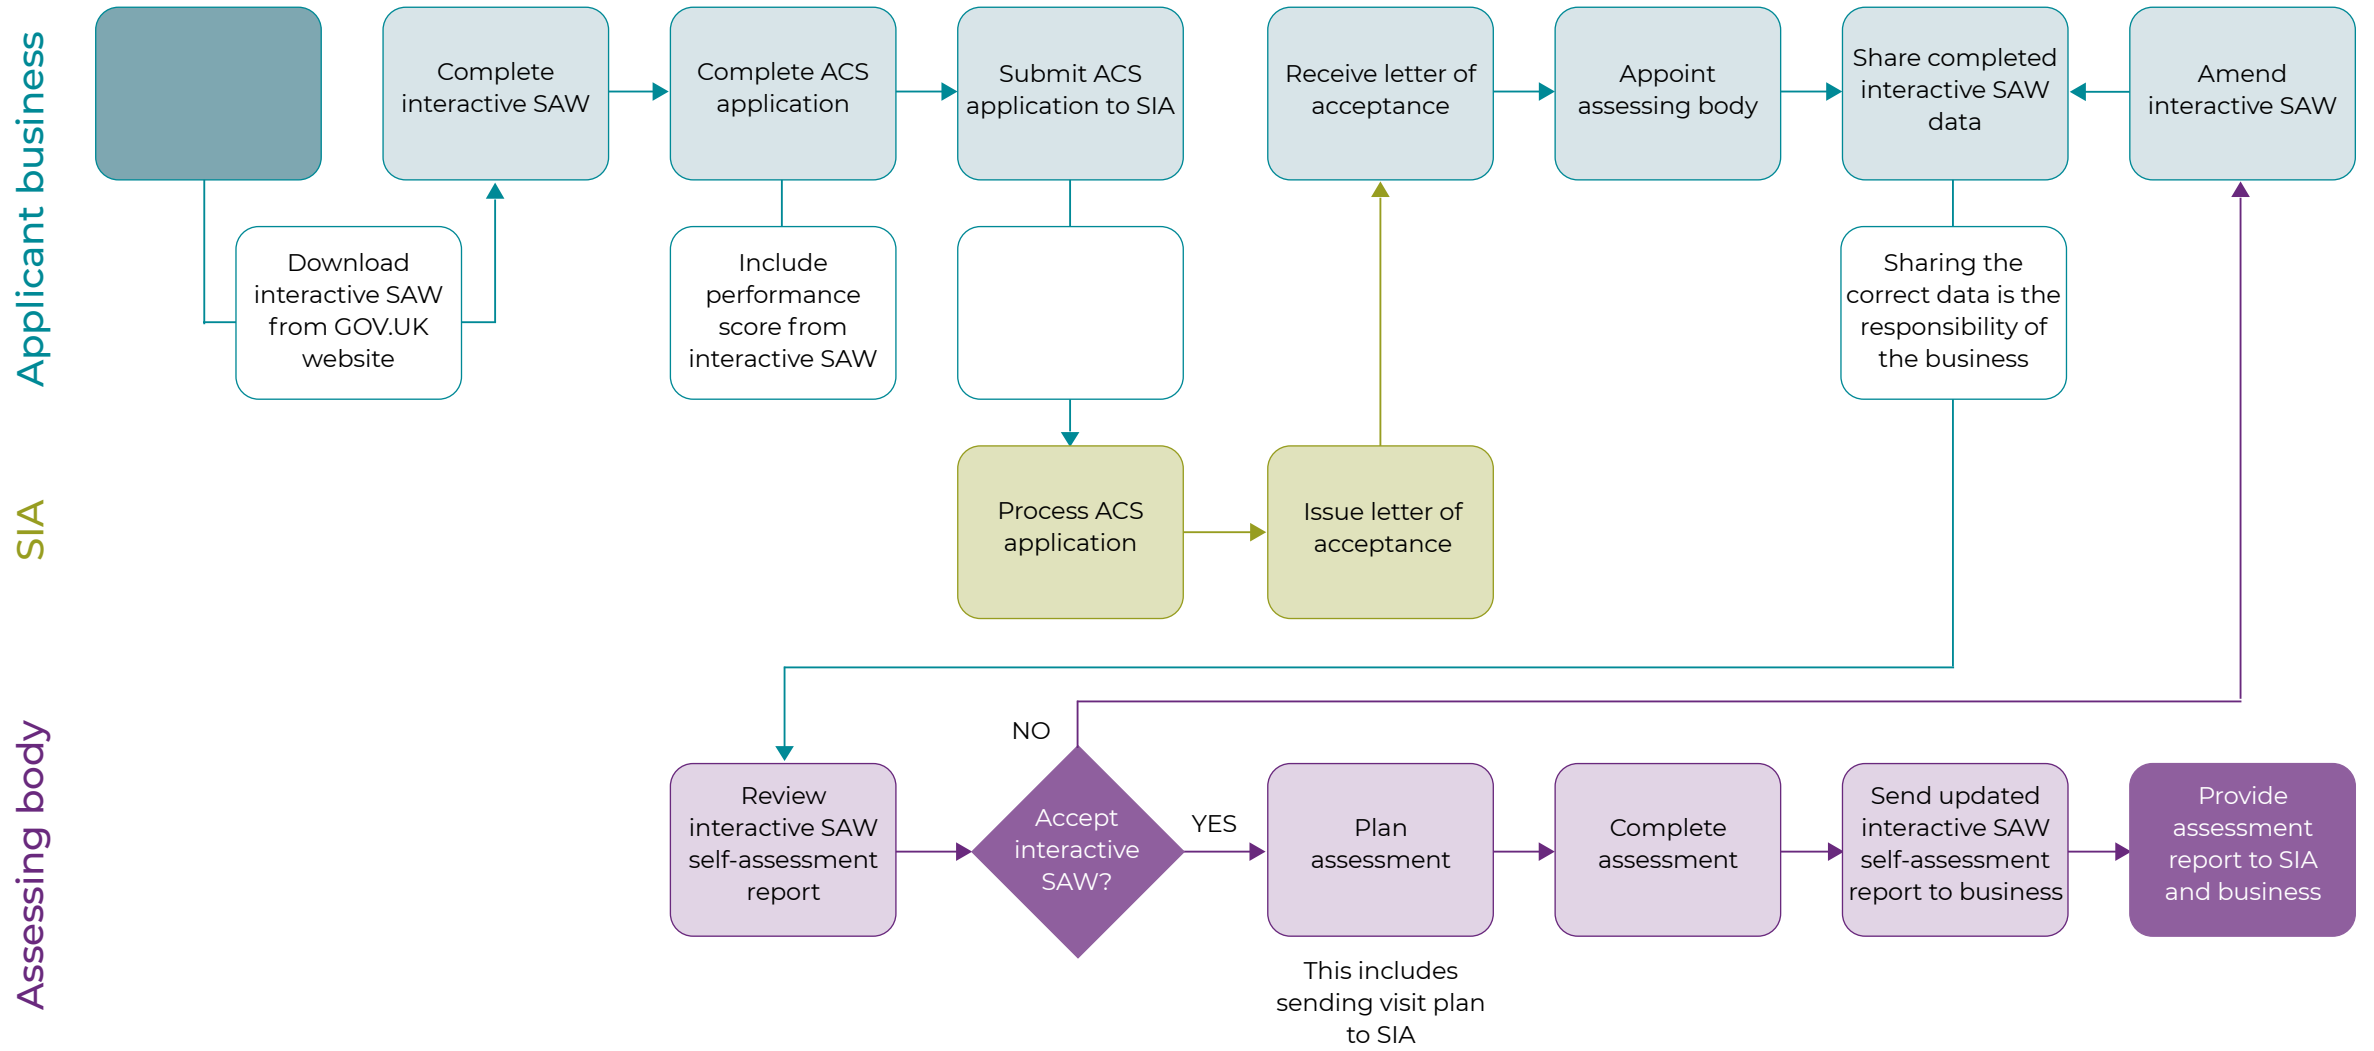 Applicant business
Complete
interactive SAW
Complete ACS
application
Submit ACS
application to SIA
Receive letter of
acceptance
Appoint
assessing body
Share completed
interactive SAW
data
Amend
interactive SAW
Download
interactive SAW
from GOV.UK
website
Include
performance
score from
interactive SAW
Sharing the
correct data is the
responsibility of
the business
SIA
Process ACS
application
Issue letter of
acceptance
Assessing body
Review
interactive SAW
self-assessment
report
NO
Accept
interactive
SAW?
YES
Plan
assessment
This includes
sending visit plan
to SIA
Complete
assessment
Send updated
interactive SAW
self-assessment
report to business
Provide
assessment
report to SIA
and business